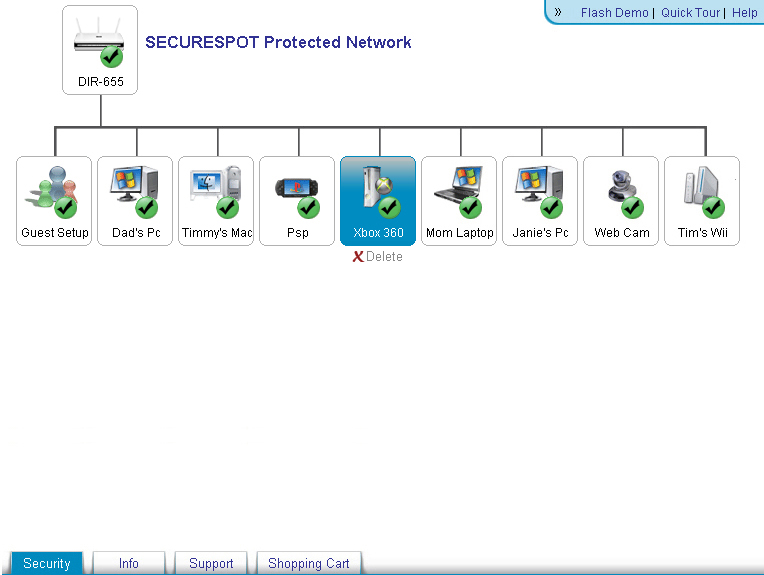 » Flash Demo | Quick Tour | Help
SECURESPOT Protected Network
DIR-655
Guest Setup
Dad's Pc
Timmy's Mac
Psp
Xbox 360
Mom Laptop
Janie's Pc
Web Cam
Tim's Wii
X Delete
Security
Info
Support
Shopping Cart